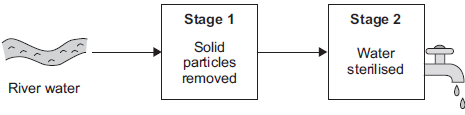 River water
Stage 1
Solid
particles
removed
Stage 2
Water
sterilised